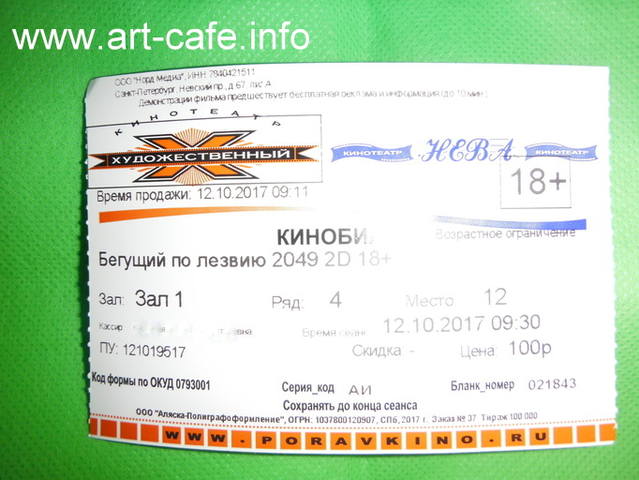 www.art-cafe.info
ООО "Норд Медиа", ИНН 7840421511
Санкт-Петербург, Невский пр., д.67, лит.А
Демонстрации фильма предшествует бесплатная реклама и информация (до 10 мин.)
КИНОТЕАТР
ХУДОЖЕСТВЕННЫЙ
КИНОТЕАТР НЕВА КИНОТЕАТР
18+
Время продажи: 12.10.2017 09:11
Возрастное ограничение
Бегущий по лезвию 2049 2D 18+
Зал: Зал 1 Ряд: 4 Место 12
Кассир Время сеанс 12.10.2017 09:30
ПУ: 121019517 Скидка - Цена: 100р
Код формы по ОКУД 0793001 Серия_код АИ Бланк_номер 021843
Сохранять до конца сеанса
ООО "Аляска-Полиграфоформление", ОГРН: 1037800120907, СПб, 2017 г. Заказ № 37 Тираж 100 000
WWW.PORAVKINO.RU